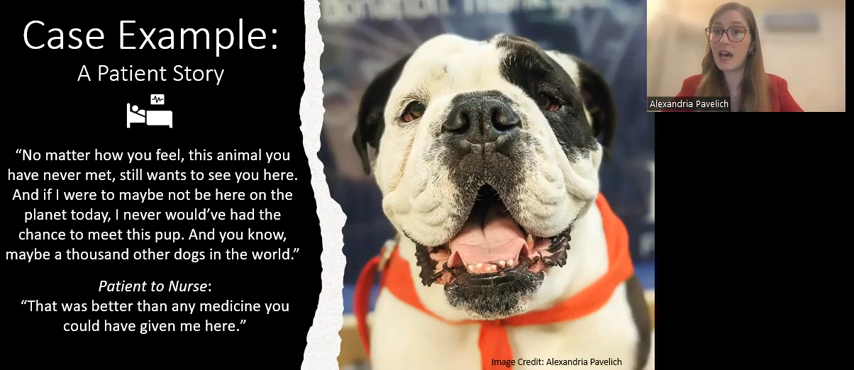 donation. Thank you
Case Example:
A Patient Story
“No matter how you feel, this animal you
have never met, still wants to see you here.
And if I were to maybe not be here on the
planet today, I never would’ve had the
chance to meet this pup. And you know,
maybe a thousand other dogs in the world.”
Patient to Nurse:
“That was better than any medicine you
could have given me here.”
Image Credit: Alexandria Pavelich
Alexandria Pavelich